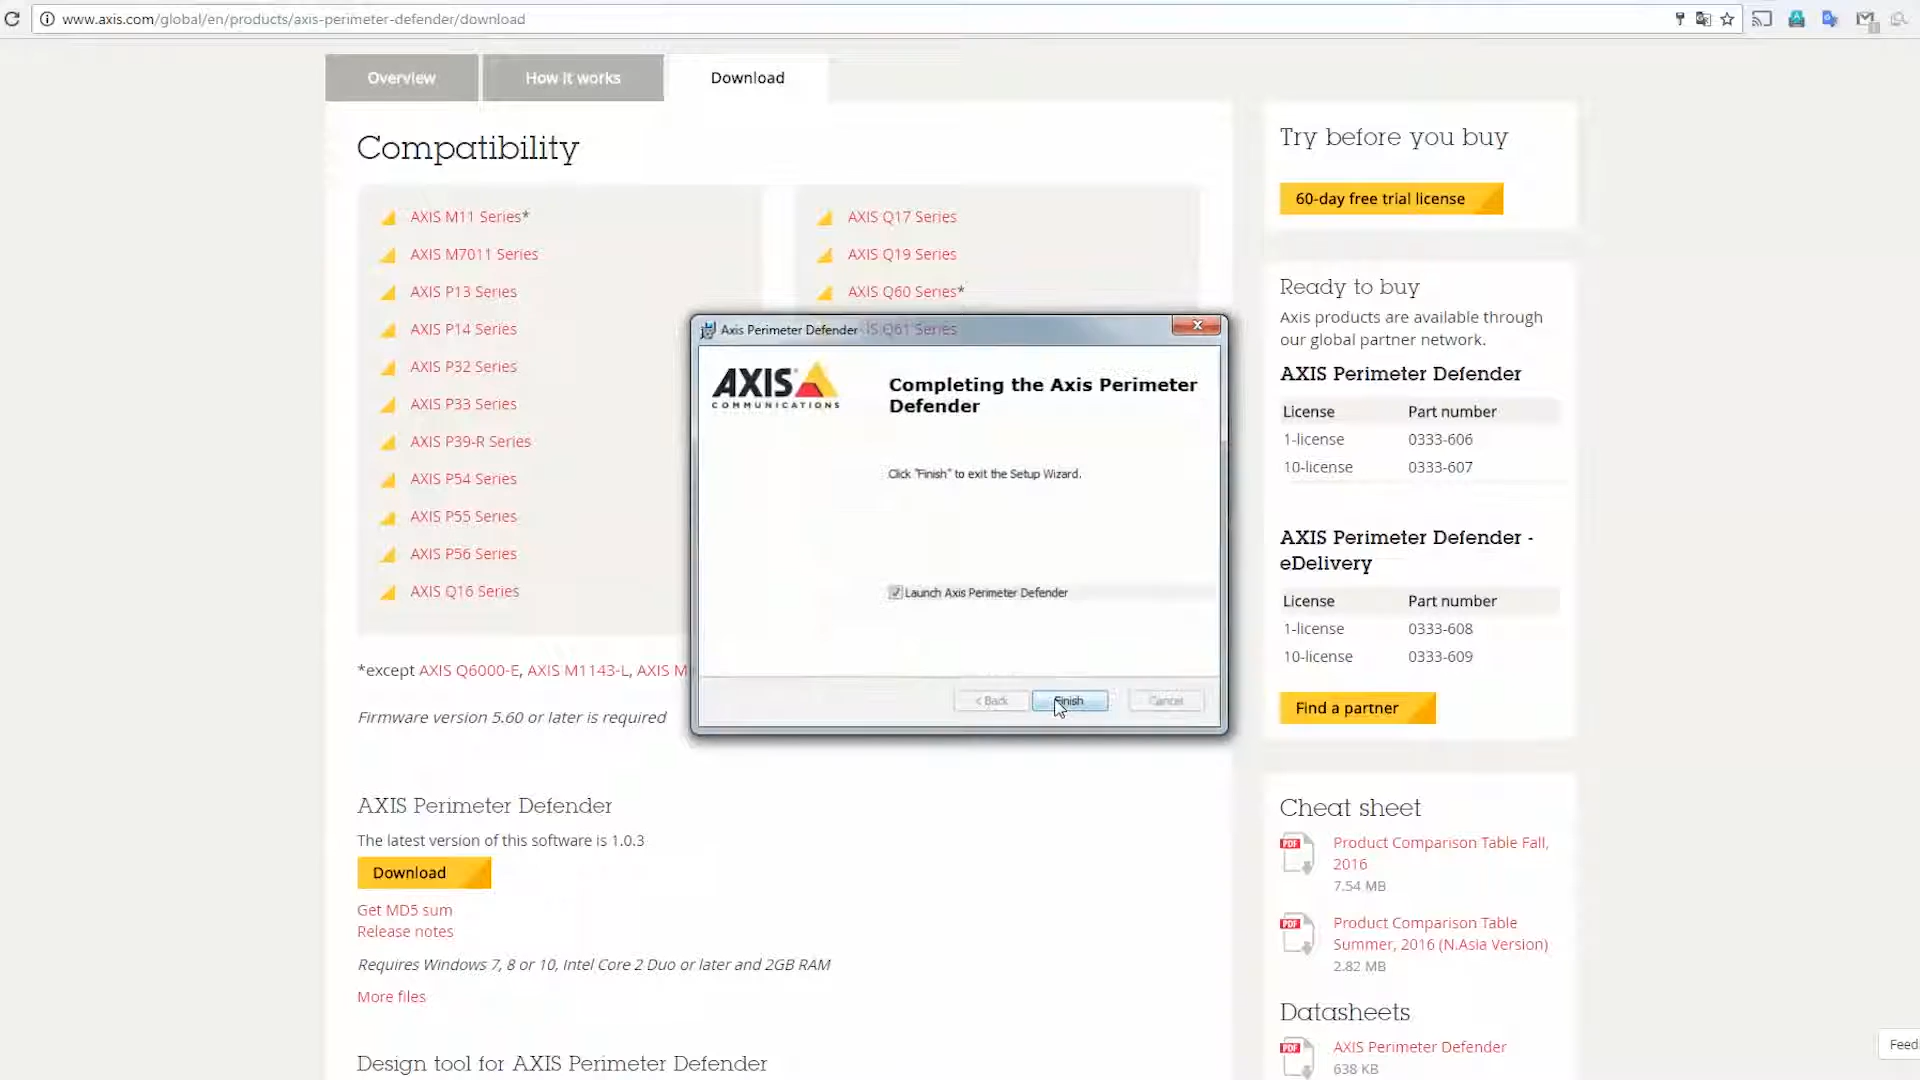 www.axis.com/global/en/products/axis-perimeter-defender/download
Overview
How it works
Download
Compatibility
AXIS M11 Series*
AXIS M7011 Series
AXIS P13 Series
AXIS P14 Series
AXIS P32 Series
AXIS P33 Series
AXIS P39-R Series
AXIS P54 Series
AXIS P55 Series
AXIS P56 Series
AXIS Q16 Series
AXIS Q17 Series
AXIS Q19 Series
AXIS Q60 Series*
IS Q61 Series
*except AXIS Q6000-E, AXIS M1143-L, AXIS M
Firmware version 5.60 or later is required
AXIS Perimeter Defender
The latest version of this software is 1.0.3
Download
Get MD5 sum
Release notes
Requires Windows 7, 8 or 10, Intel Core 2 Duo or later and 2GB RAM
More files
Design tool for AXIS Perimeter Defender
Axis Perimeter Defender
AXIS
COMMUNICATIONS
Completing the Axis Perimeter
Defender
Click "Finish" to exit the Setup Wizard.
Launch Axis Perimeter Defender
< Back
Finish
Cancel
Try before you buy
60-day free trial license
Ready to buy
Axis products are available through
our global partner network.
AXIS Perimeter Defender
License Part number
1-license 0333-606
10-license 0333-607
AXIS Perimeter Defender -
eDelivery
License Part number
1-license 0333-608
10-license 0333-609
Find a partner
Cheat sheet
PDF
Product Comparison Table Fall,
2016
7.54 MB
PDF
Product Comparison Table
Summer, 2016 (N.Asia Version)
2.82 MB
Datasheets
PDF
AXIS Perimeter Defender
638 KB
Feed